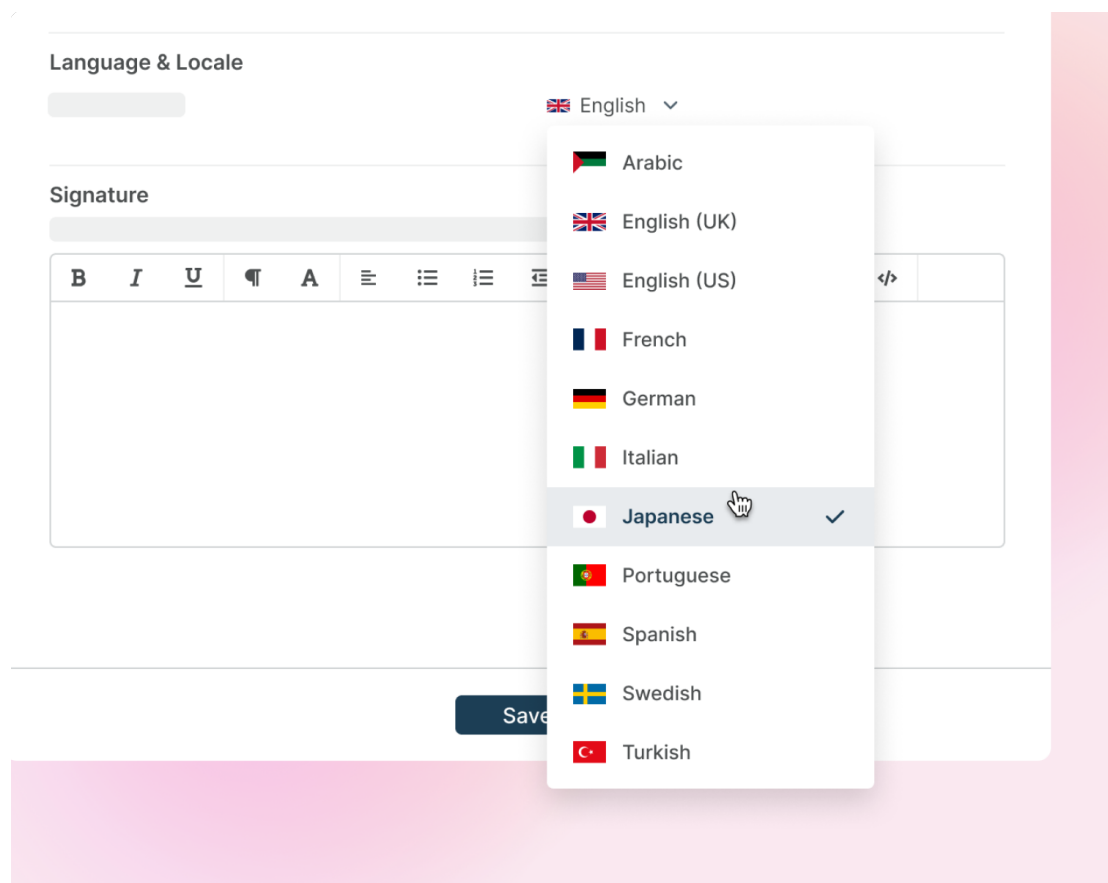 Language & Locale
English
Arabic
Signature
English (UK)
B I U ¶ A </>
English (US)
French
German
Italian
Japanese
Portuguese
Spanish
Swedish
Save
Turkish